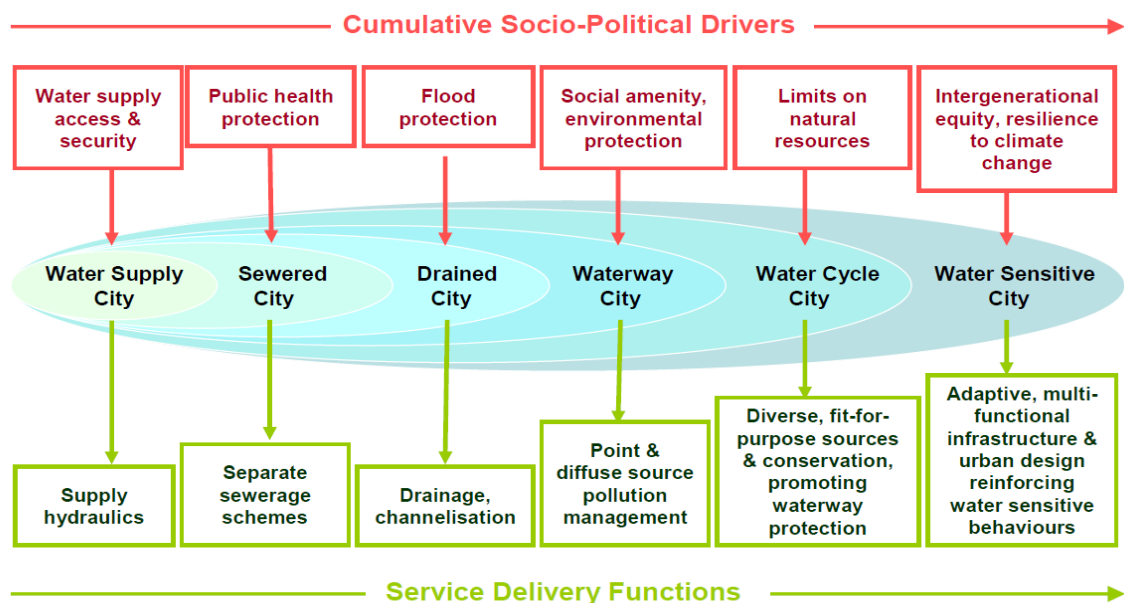 Cumulative Socio-Political Drivers
Water supply
access &
security
Public health
protection
Flood
protection
Social amenity,
environmental
protection
Limits on
natural
resources
Intergenerational
equity, resilience
to climate
change
Water Supply
City
Sewered
City
Drained
City
Waterway
City
Water Cycle
City
Water Sensitive
City
Supply
hydraulics
Separate
sewerage
schemes
Drainage,
channelisation
Point &
diffuse source
pollution
management
Diverse, fit-for-
purpose sources
& conservation,
promoting
waterway
protection
Adaptive, multi-
functional
infrastructure &
urban design
reinforcing
water sensitive
behaviours
Service Delivery Functions